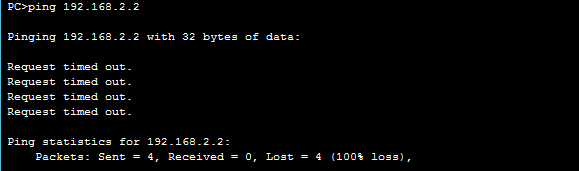 PC>ping 192.168.2.2
Pinging 192.168.2.2 with 32 bytes of data:
Request timed out.
Request timed out.
Request timed out.
Request timed out.
Ping statistics for 192.168.2.2:
Packets: Sent = 4, Received = 0, Lost = 4 (100% loss),